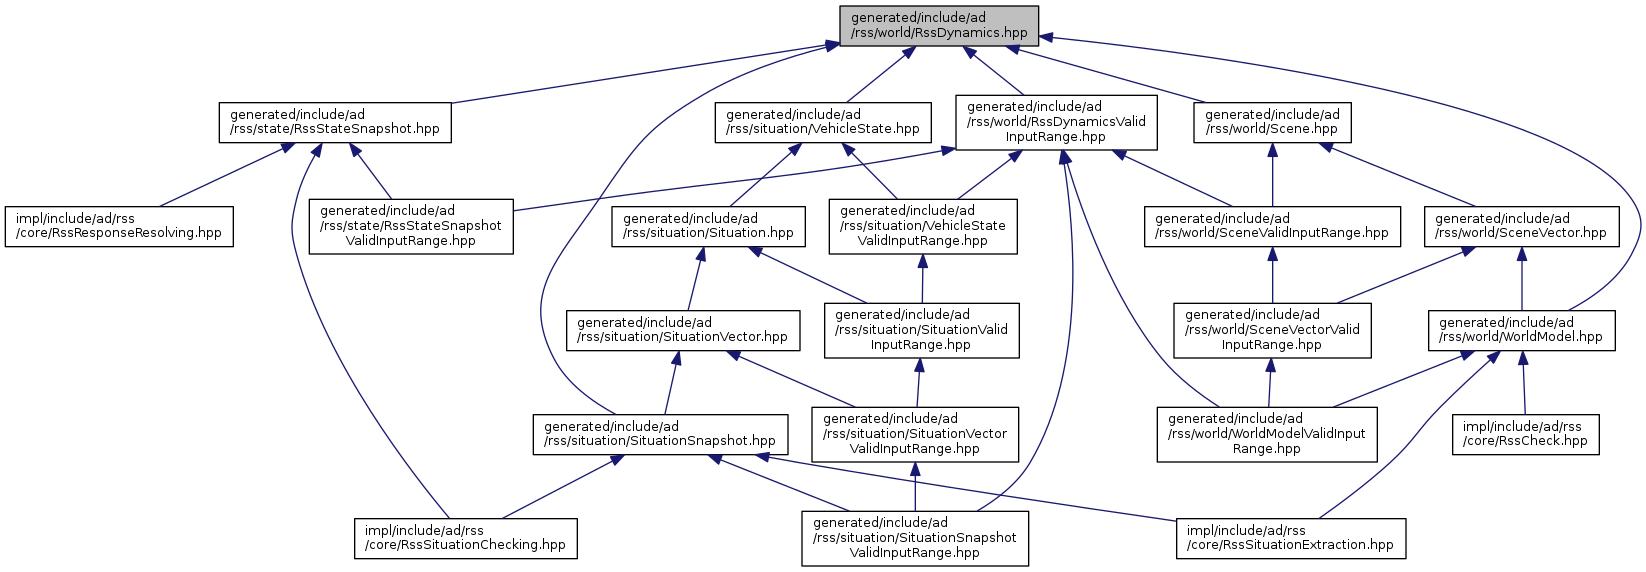 generated/include/ad
/rss/world/RssDynamics.hpp
generated/include/ad
/rss/state/RssStateSnapshot.hpp
generated/include/ad
/rss/situation/VehicleState.hpp
generated/include/ad
/rss/world/RssDynamicsValid
InputRange.hpp
generated/include/ad
/rss/world/Scene.hpp
impl/include/ad/rss
/core/RssResponseResolving.hpp
generated/include/ad
/rss/state/RssStateSnapshot
ValidInputRange.hpp
generated/include/ad
/rss/situation/Situation.hpp
generated/include/ad
/rss/situation/VehicleState
ValidInputRange.hpp
generated/include/ad
/rss/world/SceneValidInputRange.hpp
generated/include/ad
/rss/world/SceneVector.hpp
generated/include/ad
/rss/situation/SituationVector.hpp
generated/include/ad
/rss/situation/SituationValid
InputRange.hpp
generated/include/ad
/rss/world/SceneVectorValid
InputRange.hpp
generated/include/ad
/rss/world/WorldModel.hpp
generated/include/ad
/rss/situation/SituationSnapshot.hpp
generated/include/ad
/rss/situation/SituationVector
ValidInputRange.hpp
generated/include/ad
/rss/world/WorldModelValidInput
Range.hpp
impl/include/ad/rss
/core/RssCheck.hpp
impl/include/ad/rss
/core/RssSituationChecking.hpp
generated/include/ad
/rss/situation/SituationSnapshot
ValidInputRange.hpp
impl/include/ad/rss
/core/RssSituationExtraction.hpp